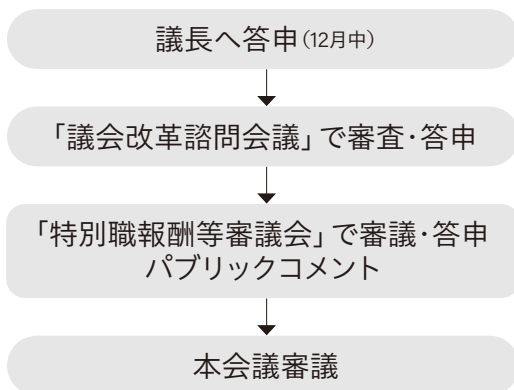 議長へ答申(12月中)
「議会改革諮問会議」で審査・答申
「特別職報酬等審議会」で審議・答申
パブリックコメント
本会議審議